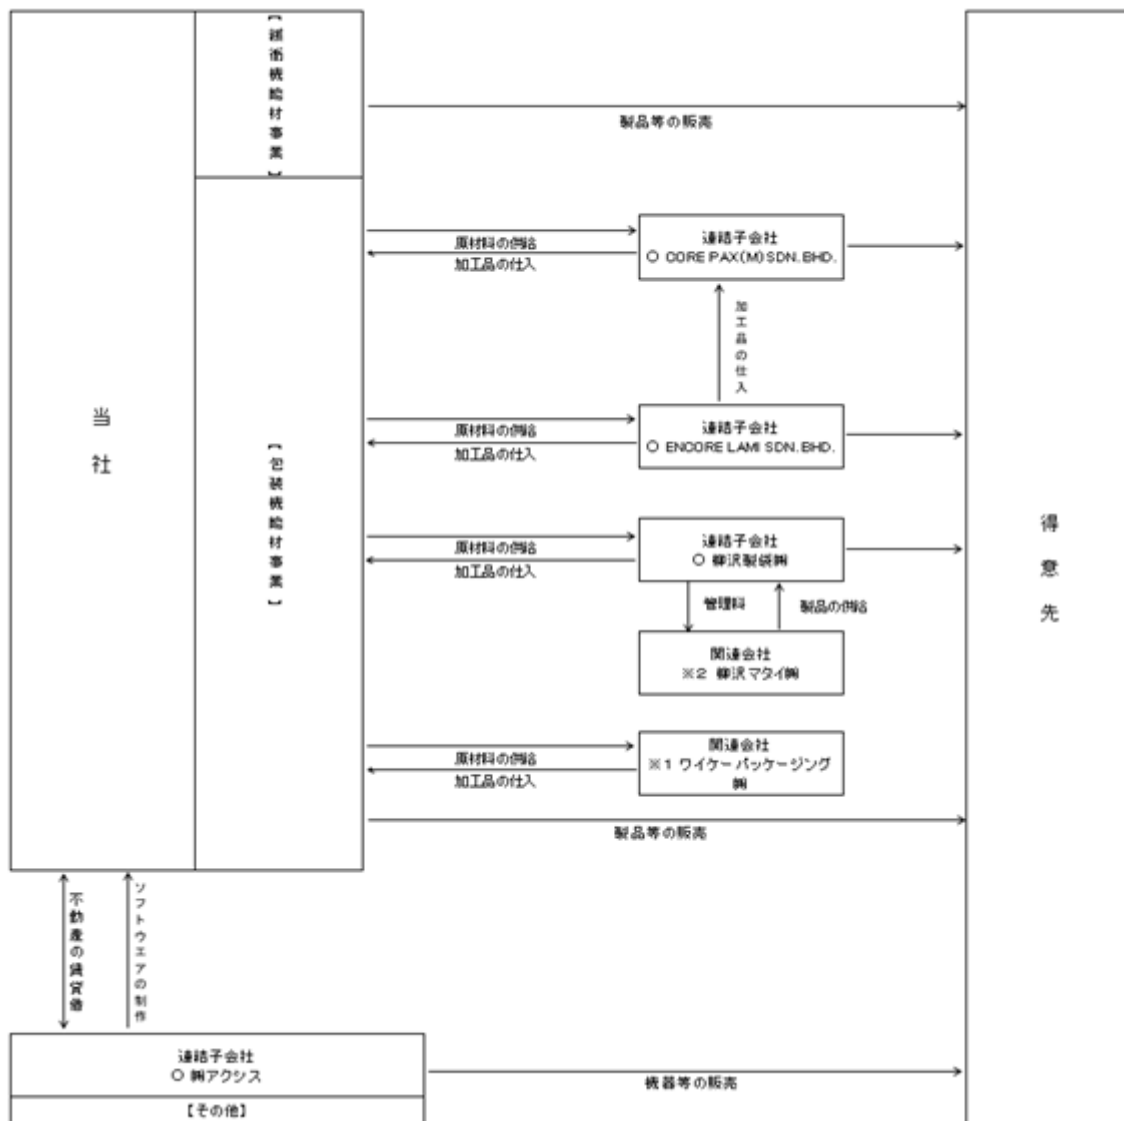 【緩衝機能材事業】
製品等の販売
連結子会社
○ CORE PAX(M)SDN.BHD.
原材料の供給
加工品の仕入
加工品の仕入
連結子会社
○ ENCORE LAMI SDN.BHD.
原材料の供給
加工品の仕入
当社
【包装機能材事業】
得意先
連結子会社
○ 柳沢製袋㈱
原材料の供給
加工品の仕入
管理料
製品の供給
関連会社
※2 柳沢マタイ㈱
関連会社
※1 ワイケーパッケージング
㈱
原材料の供給
加工品の仕入
製品等の販売
不動産の賃貸借
ソフトウエアの制作
連結子会社
○ ㈱アクシス
機器等の販売
【その他】